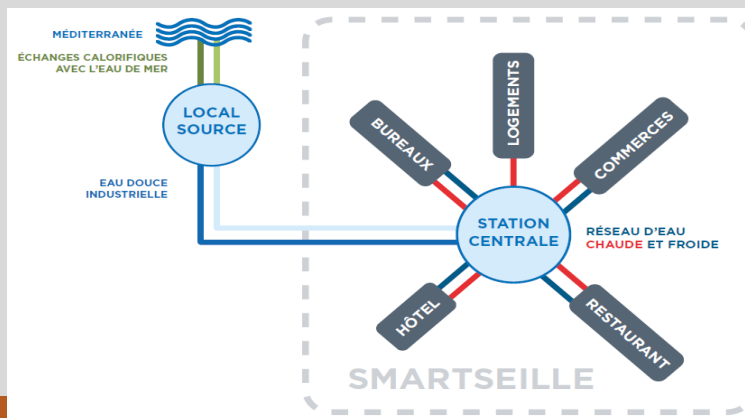 MÉDITERRANÉE
ÉCHANGES CALORIFIQUES
AVEC L'EAU DE MER
LOCAL
SOURCE
EAU DOUCE
INDUSTRIELLE
BUREAUX
LOGEMENTS
COMMERCES
STATION
CENTRALE
RÉSEAU D'EAU
CHAUDE ET FROIDE
HÔTEL
RESTAURANT
SMARTSEILLE